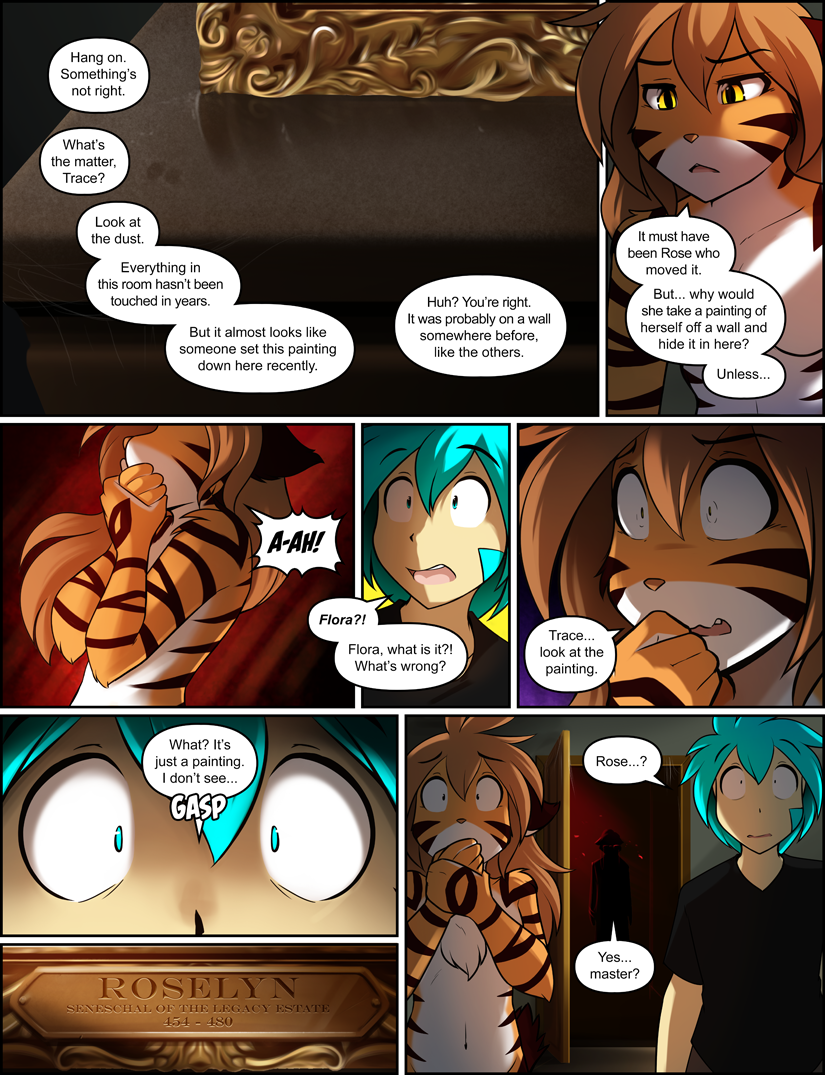 Hang on.
Something's
not right.
What's
the matter,
Trace?
Look at
the dust.
Everything in
this room hasn't been
touched in years.
But it almost looks like
someone set this painting
down here recently.
Huh? You're right.
It was probably on a wall
somewhere before,
like the others.
It must have
been Rose who
moved it.
But... why would
she take a painting of
herself off a wall and
hide it in here?
Unless...
A-AH!
Flora?!
Flora, what is it?!
What's wrong?
Trace...
look at the
painting.
What? It's
just a painting.
I don't see...
GASP
ROSELYN
SENESCHAL OF THE LEGACY ESTATE
454 - 480
Rose...?
Yes...
master?